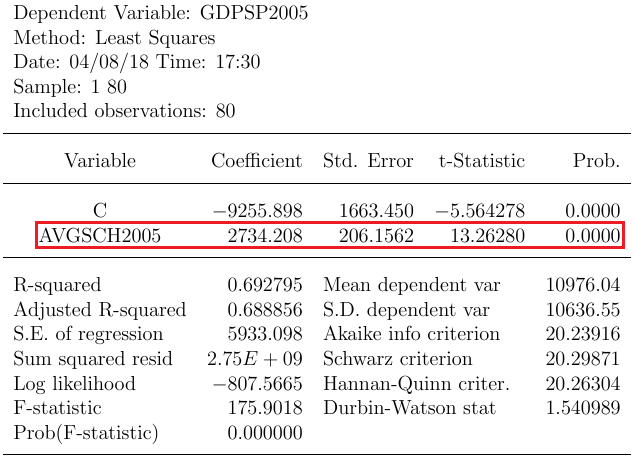 Dependent Variable: GDPSP2005
Method: Least Squares
Date: 04/08/18 Time: 17:30
Sample: 1 80
Included observations: 80
Variable Coefficient Std. Error t-Statistic Prob.
C −9255.898 1663.450 −5.564278 0.0000
AVGSCH2005 2734.208 206.1562 13.26280 0.0000
R-squared 0.692795 Mean dependent var 10976.04
Adjusted R-squared 0.688856 S.D. dependent var 10636.55
S.E. of regression 5933.098 Akaike info criterion 20.23916
Sum squared resid 2.75E + 09 Schwarz criterion 20.29871
Log likelihood −807.5665 Hannan-Quinn criter. 20.26304
F-statistic 175.9018 Durbin-Watson stat 1.540989
Prob(F-statistic) 0.000000